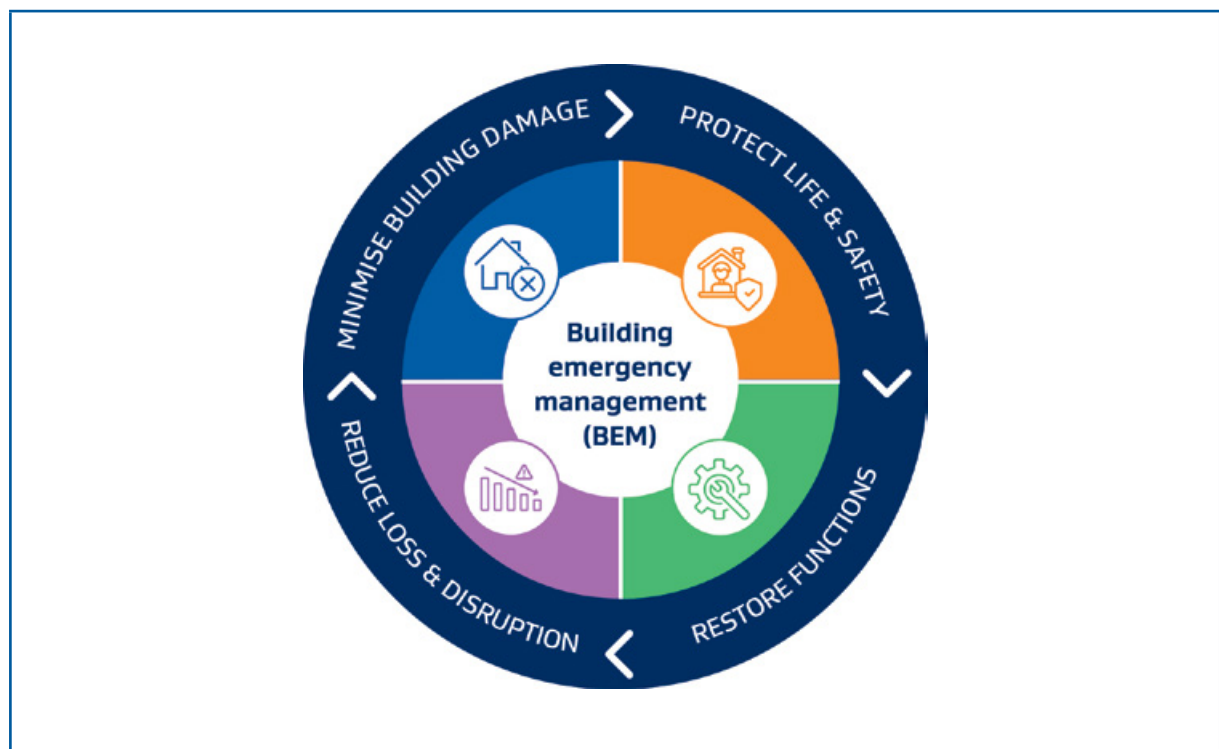 MINIMISE BUILDING DAMAGE
PROTECT LIFE & SAFETY
Building
emergency
management
(BEM)
REDUCE LOSS & DISRUPTION
RESTORE FUNCTIONS